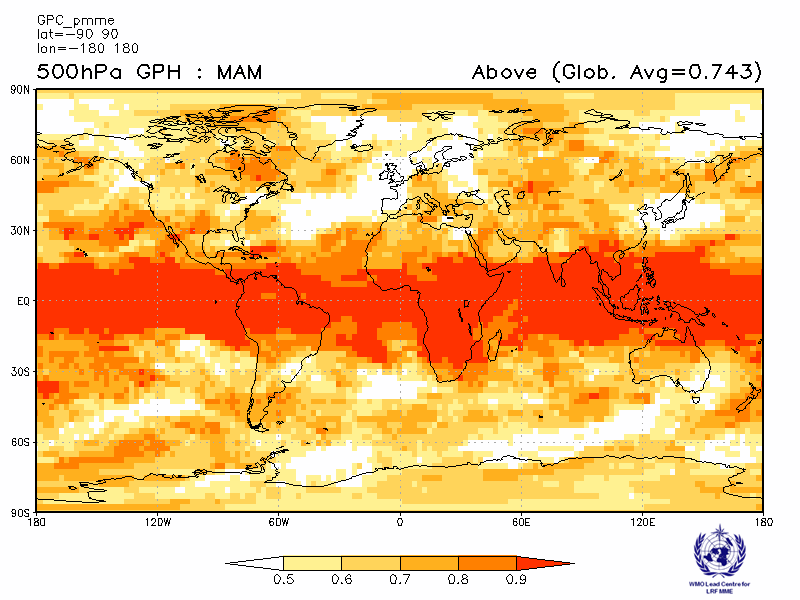 GPC_pmme
lat=−90 90
lon=−180 180
500hPa GPH : MAM
Above (Glob. Avg=0.743)
90N
60N
30N
EQ
30S
60S
90S
180 120W 60W 0 60E 120E 180
0.5 0.6 0.7 0.8 0.9
WMO Lead Centre for
LRF MME